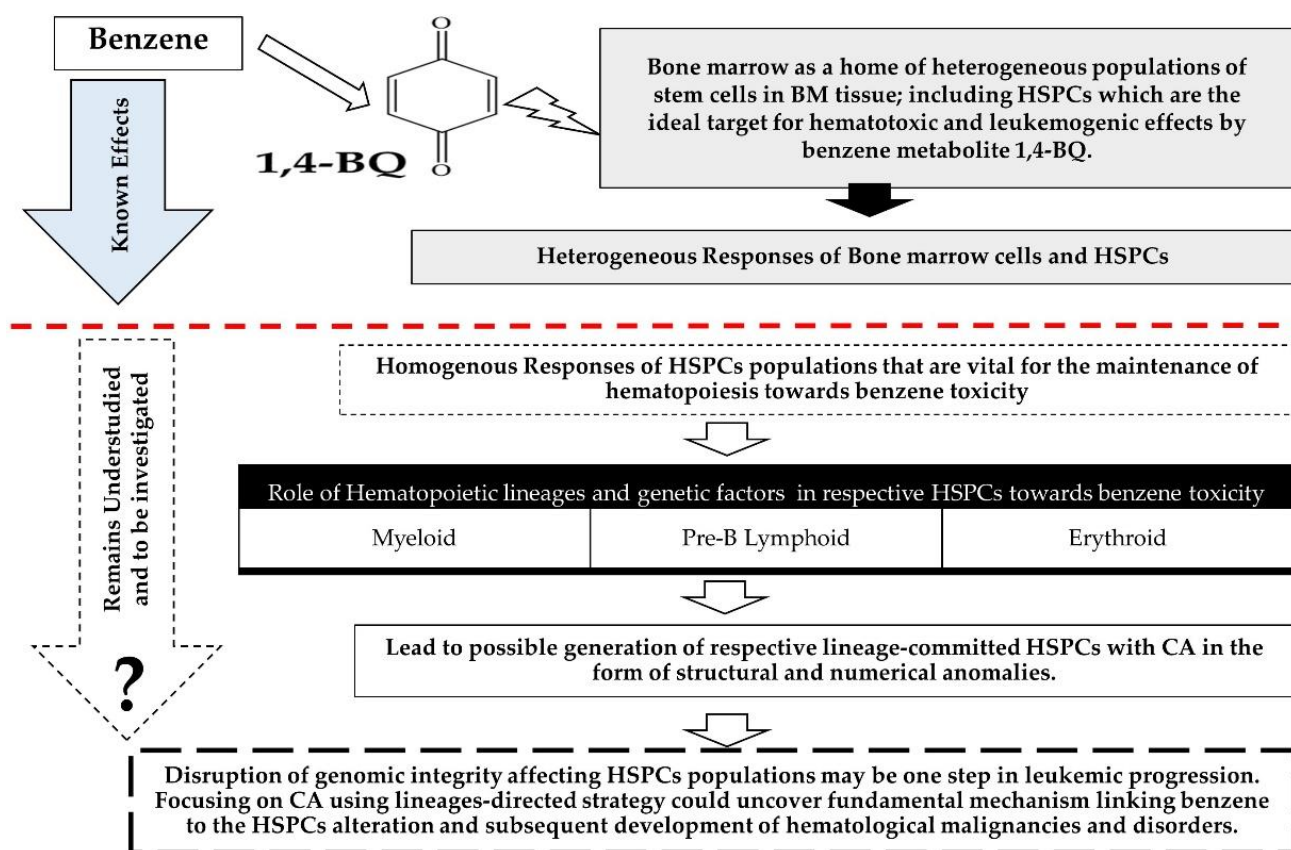 Benzene
O
O
1,4-BQ
Known Effects
Bone marrow as a home of heterogeneous populations of
stem cells in BM tissue; including HSPCs which are the
ideal target for hematotoxic and leukemogenic effects by
benzene metabolite 1,4-BQ.
Heterogeneous Responses of Bone marrow cells and HSPCs
Remains Understudied
and to be investigated
?
Homogenous Responses of HSPCs populations that are vital for the maintenance of
hematopoiesis towards benzene toxicity
Role of Hematopoietic lineages and genetic factors in respective HSPCs towards benzene toxicity
Myeloid
Pre-B Lymphoid
Erythroid
Lead to possible generation of respective lineage-committed HSPCs with CA in the
form of structural and numerical anomalies.
Disruption of genomic integrity affecting HSPCs populations may be one step in leukemic progression.
Focusing on CA using lineages-directed strategy could uncover fundamental mechanism linking benzene
to the HSPCs alteration and subsequent development of hematological malignancies and disorders.